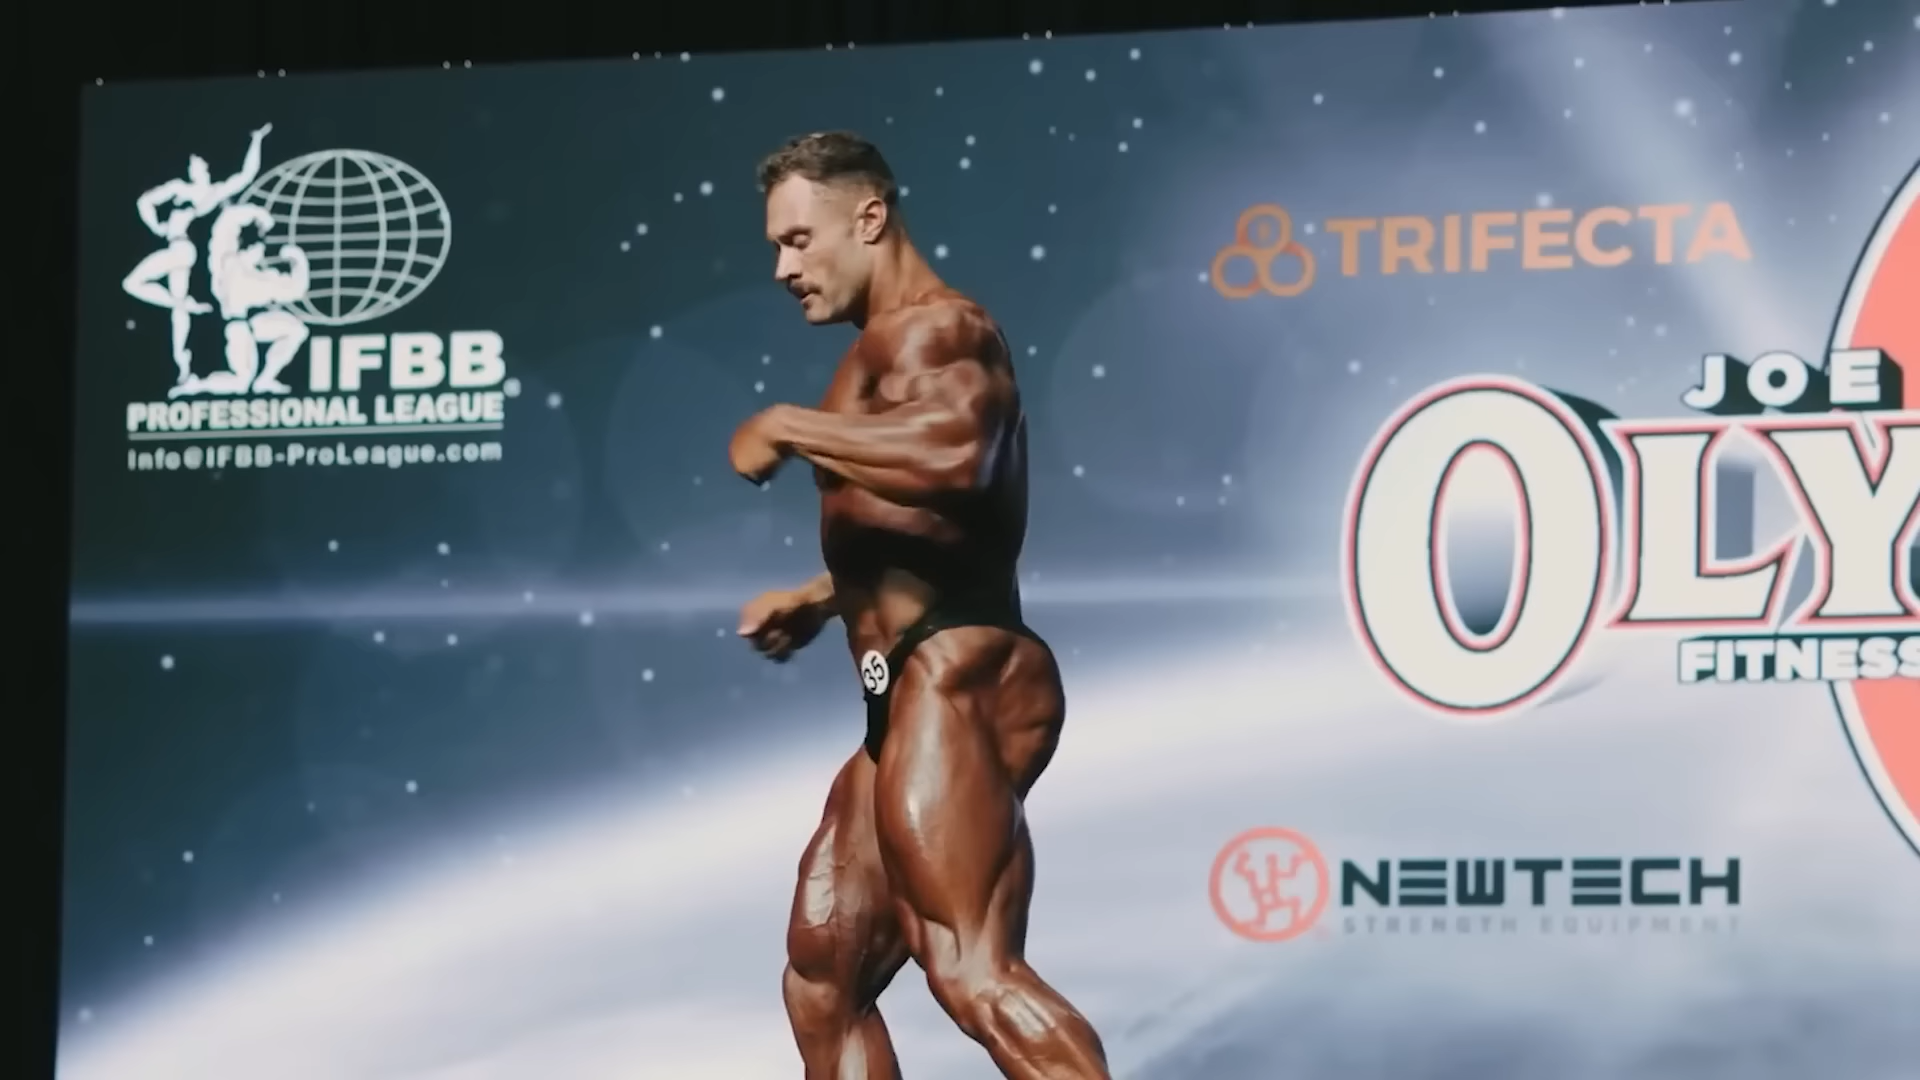 IFBB
PROFESSIONAL LEAGUE
Info@IFBB-ProLeague.com
TRIFECTA
JOE
OLY
FITNESS
35
NEWTECH
STRENGTH EQUIPMENT